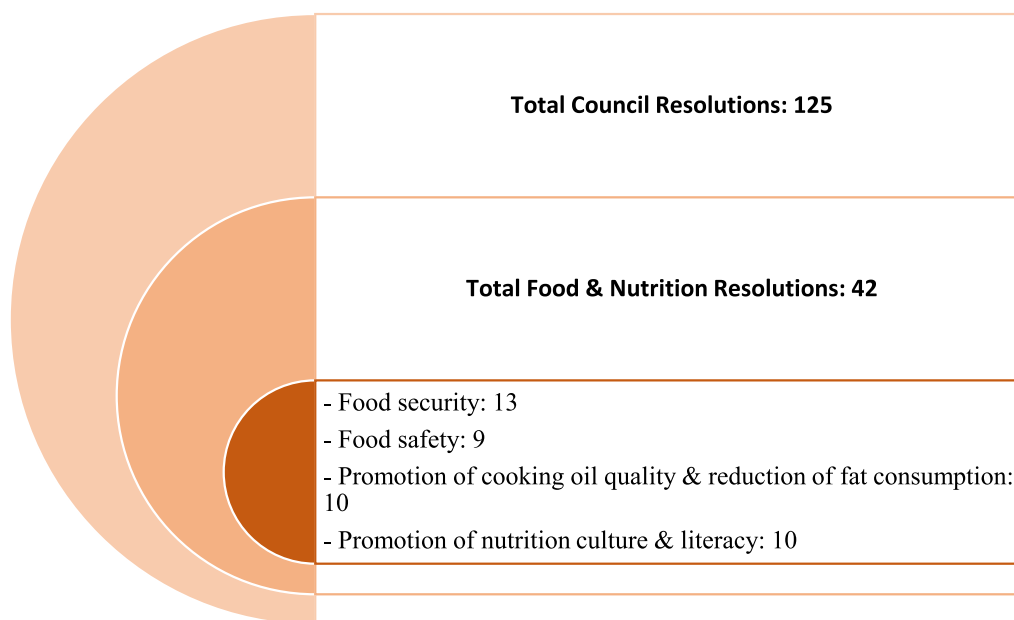 Total Council Resolutions: 125
Total Food & Nutrition Resolutions: 42
- Food security: 13
- Food safety: 9
- Promotion of cooking oil quality & reduction of fat consumption:
10
- Promotion of nutrition culture & literacy: 10